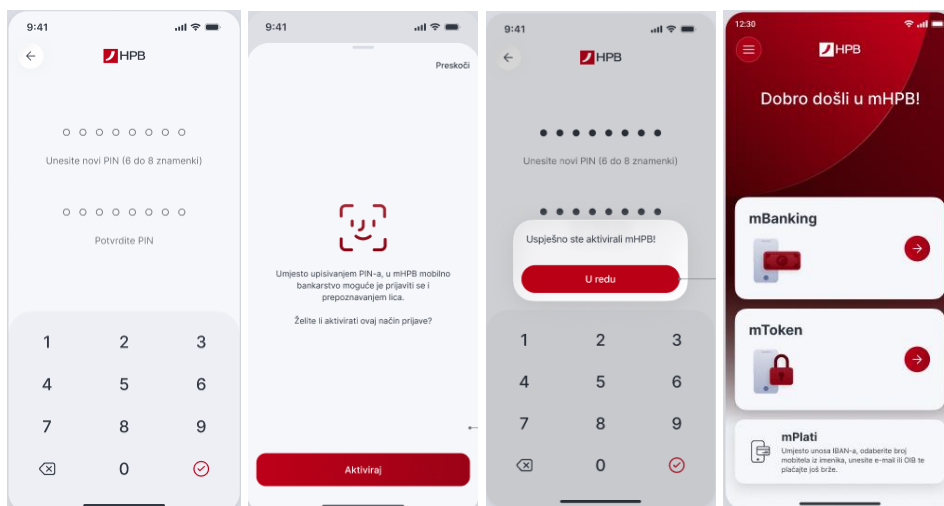 9:41
HPB
Unesite novi PIN (6 do 8 znamenki)
Potvrdite PIN
1 2 3
4 5 6
7 8 9
0
9:41
Preskoči
Umjesto upisivanjem PIN-a, u mHPB mobilno
bankarstvo moguće je prijaviti se i
prepoznavanjem lica.
Želite li aktivirati ovaj način prijave?
Aktiviraj
9:41
HPB
Unesite novi PIN (6 do 8 znamenki)
Uspješno ste aktivirali mHPB!
U redu
1 2 3
4 5 6
7 8 9
0
12:30
HPB
Dobro došli u mHPB!
mBanking
mToken
mPlati
Umjesto unosa IBAN-a, odaberite broj
mobitela iz imenika, unesite e-mail ili OIB te
plaćajte još brže.